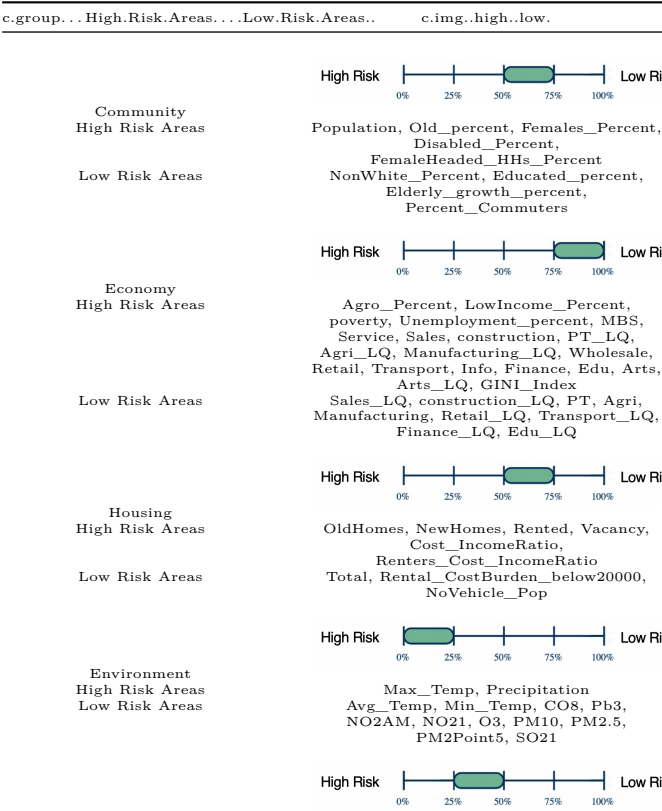 c.group. . . High.Risk.Areas. . . .Low.Risk.Areas.. c.img..high..low.
High Risk Low Ri
0% 25% 50% 75% 100%
Community
High Risk Areas Population, Old_percent, Females_Percent,
Disabled_Percent,
FemaleHeaded_HHs_Percent
Low Risk Areas NonWhite_Percent, Educated_percent,
Elderly_growth_percent,
Percent_Commuters
High Risk Low Ri
0% 25% 50% 75% 100%
Economy
High Risk Areas Agro_Percent, LowIncome_Percent,
poverty, Unemployment_percent, MBS,
Service, Sales, construction, PT_LQ,
Agri_LQ, Manufacturing_LQ, Wholesale,
Retail, Transport, Info, Finance, Edu, Arts,
Arts_LQ, GINI_Index
Low Risk Areas Sales_LQ, construction_LQ, PT, Agri,
Manufacturing, Retail_LQ, Transport_LQ,
Finance_LQ, Edu_LQ
High Risk Low Ri
0% 25% 50% 75% 100%
Housing
High Risk Areas OldHomes, NewHomes, Rented, Vacancy,
Cost_IncomeRatio,
Renters_Cost_IncomeRatio
Low Risk Areas Total, Rental_CostBurden_below20000,
NoVehicle_Pop
High Risk Low Ri
0% 25% 50% 75% 100%
Environment
High Risk Areas Max_Temp, Precipitation
Low Risk Areas Avg_Temp, Min_Temp, CO8, Pb3,
NO2AM, NO21, O3, PM10, PM2.5,
PM2Point5, SO21
High Risk Low Ri
0% 25% 50% 75% 100%